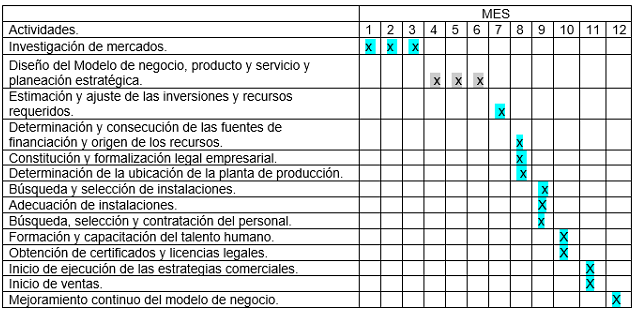 MES
Actividades. 1 2 3 4 5 6 7 8 9 10 11 12
Investigación de mercados. x x x
Diseño del Modelo de negocio, producto y servicio y
planeación estratégica. x x x
Estimación y ajuste de las inversiones y recursos
requeridos. x
Determinación y consecución de las fuentes de
financiación y origen de los recursos. x
Constitución y formalización legal empresarial. X
Determinación de la ubicación de la planta de producción. x
Búsqueda y selección de instalaciones. x
Adecuación de instalaciones. X
Búsqueda, selección y contratación del personal. x
Formación y capacitación del talento humano. X
Obtención de certificados y licencias legales. X
Inicio de ejecución de las estrategias comerciales. X
Inicio de ventas. X
Mejoramiento continuo del modelo de negocio. X